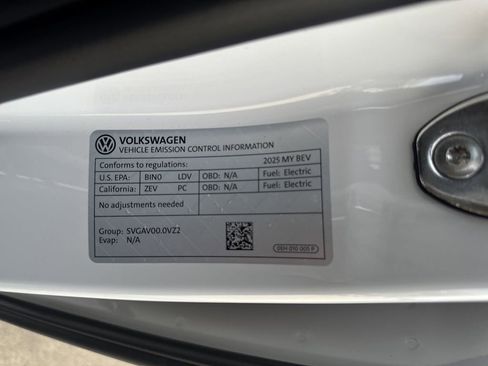 VOLKSWAGEN
VEHICLE EMISSION CONTROL INFORMATION
Conforms to regulations: 2025 MY BEV
U.S. EPA: BIN0 LDV OBD: N/A Fuel: Electric
California: ZEV PC OBD: N/A Fuel: Electric
No adjustments needed
Group: SVGAV00.0VZ2
Evap: N/A